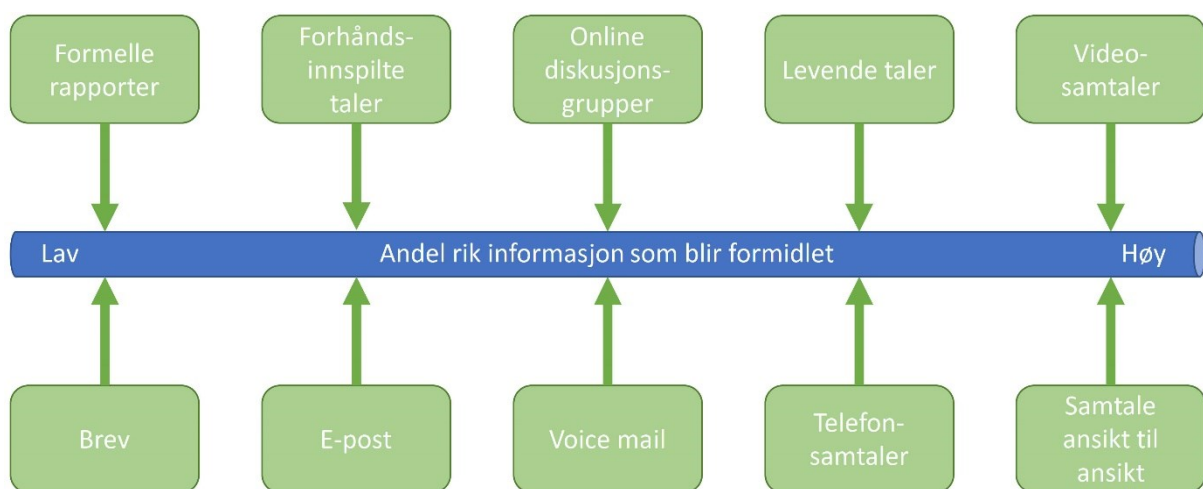 Formelle
rapporter
Forhånds-
innspilte
taler
Online
diskusjons-
grupper
Levende taler
Video-
samtaler
Lav
Andel rik informasjon som blir formidlet
Høy
Brev
E-post
Voice mail
Telefon-
samtaler
Samtale
ansikt til
ansikt